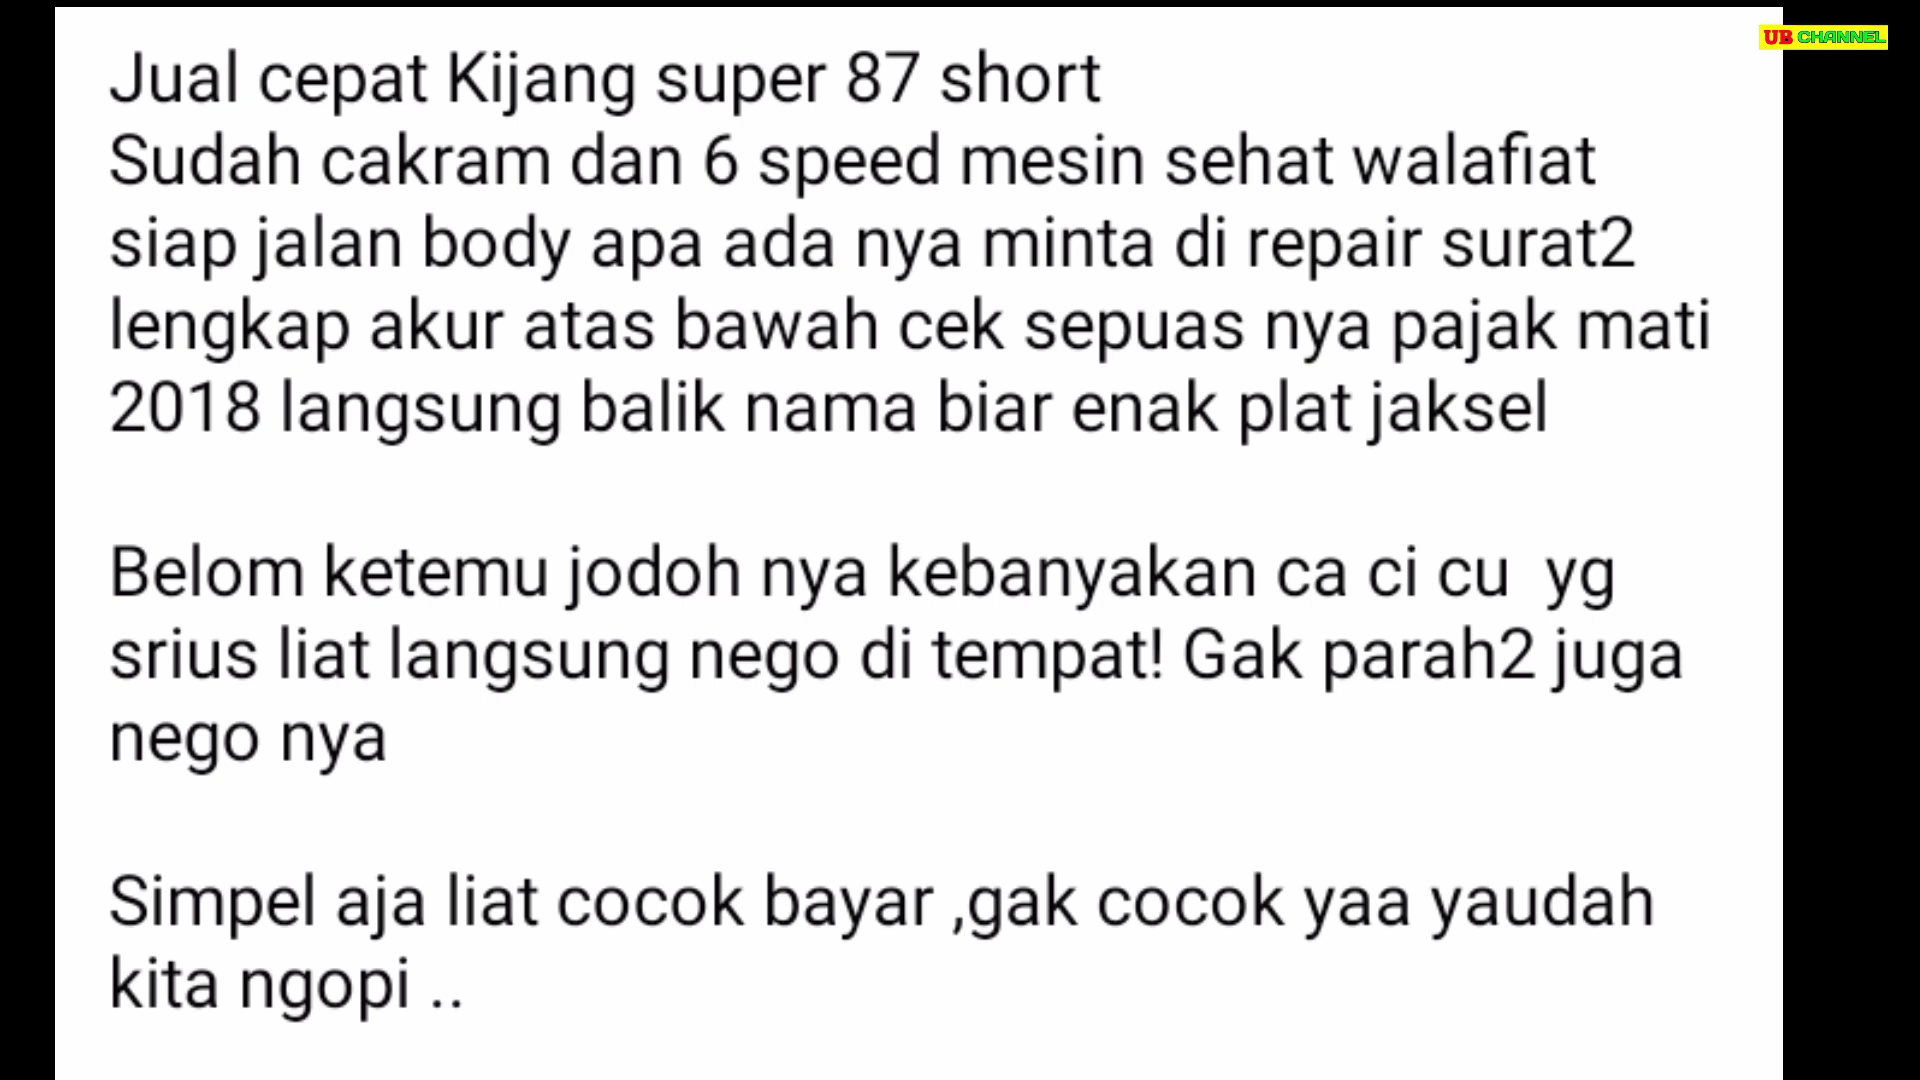 UB CHANNEL
Jual cepat Kijang super 87 short
Sudah cakram dan 6 speed mesin sehat walafiat
siap jalan body apa ada nya minta di repair surat2
lengkap akur atas bawah cek sepuas nya pajak mati
2018 langsung balik nama biar enak plat jaksel
Belom ketemu jodoh nya kebanyakan ca ci cu  yg
srius liat langsung nego di tempat! Gak parah2 juga
nego nya
Simpel aja liat cocok bayar ,gak cocok yaa yaudah
kita ngopi ..